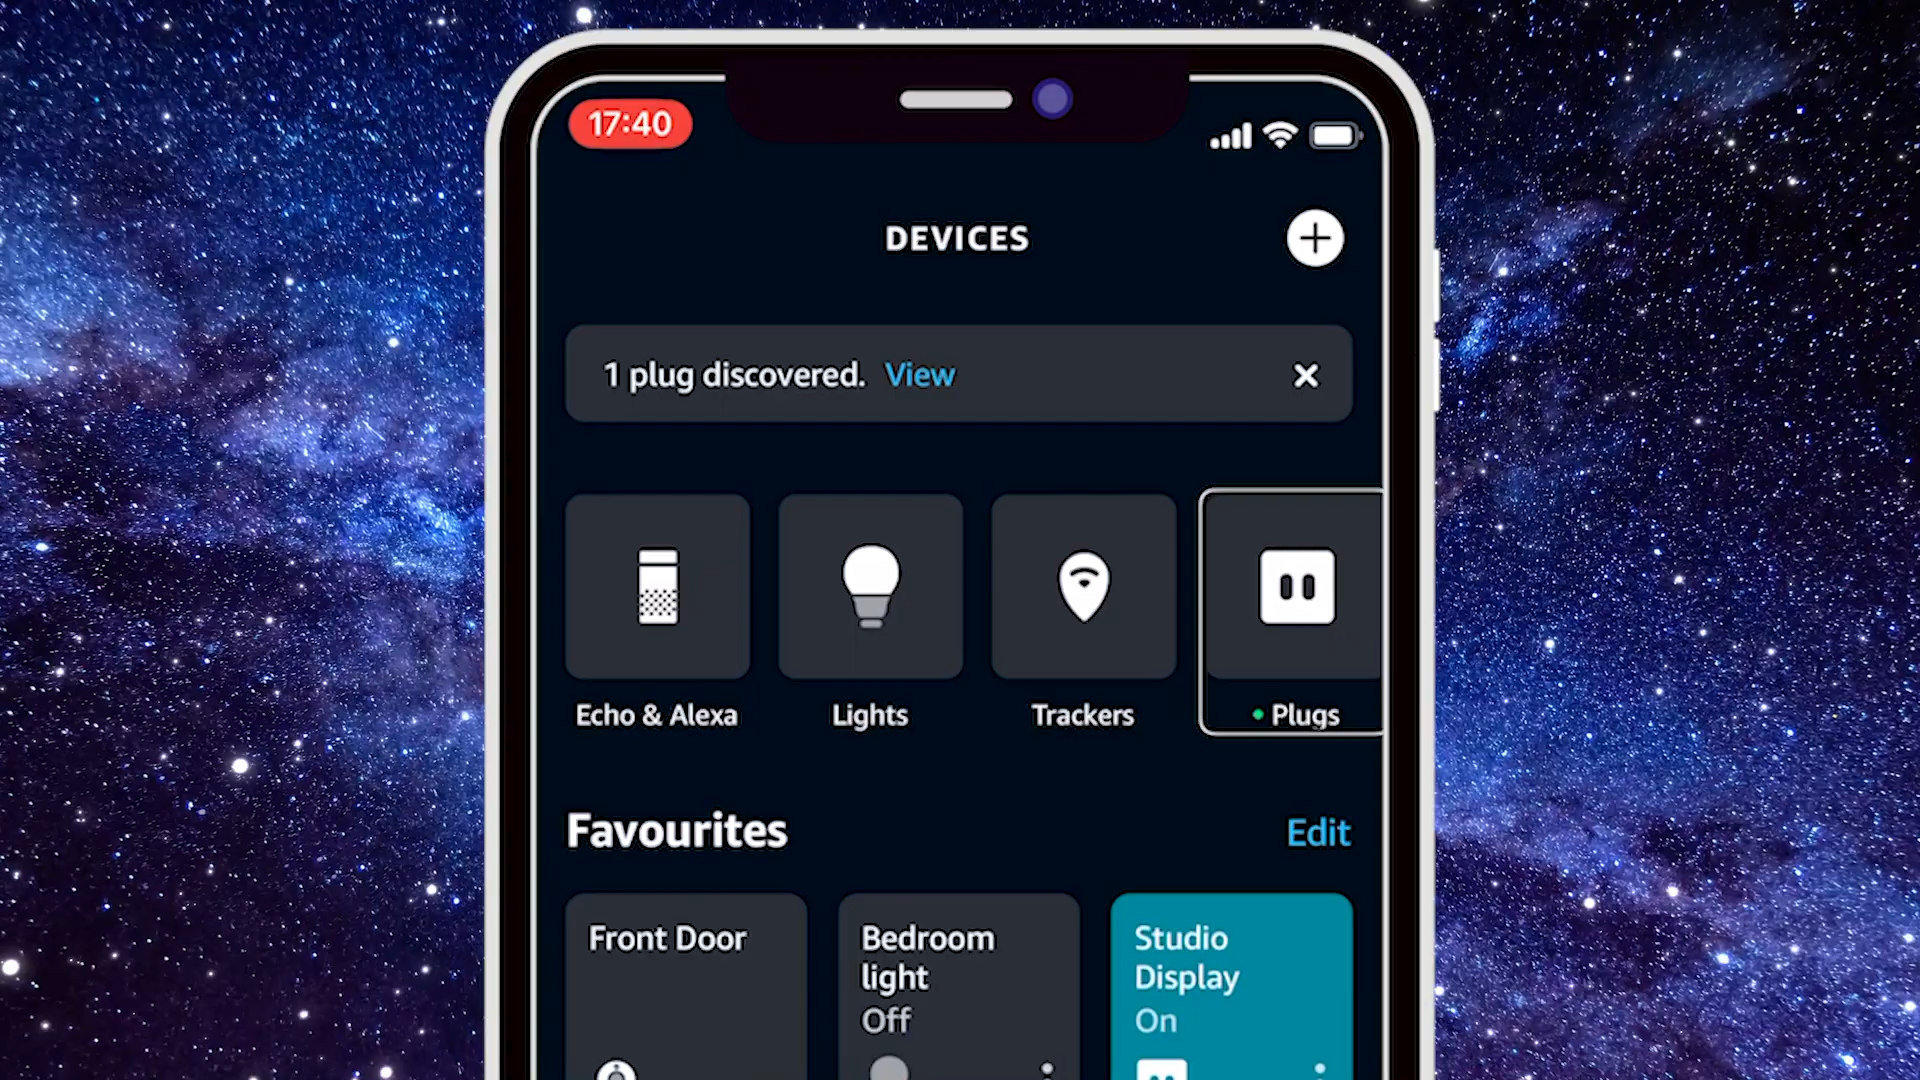 17:40
DEVICES
1 plug discovered. View
Echo & Alexa
Lights
Trackers
Plugs
Favourites
Edit
Front Door
Bedroom
light
Off
Studio
Display
On